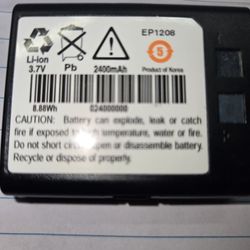 EP1208
5
Li-ion
3.7V Pb 2400mAh Product of Korea
8.88Wh 024000000
CAUTION: Battery can explode, leak or catch
fire if exposed to high temperature, water or fire.
Do not short circuit open or disassemble battery.
Recycle or dispose properly.